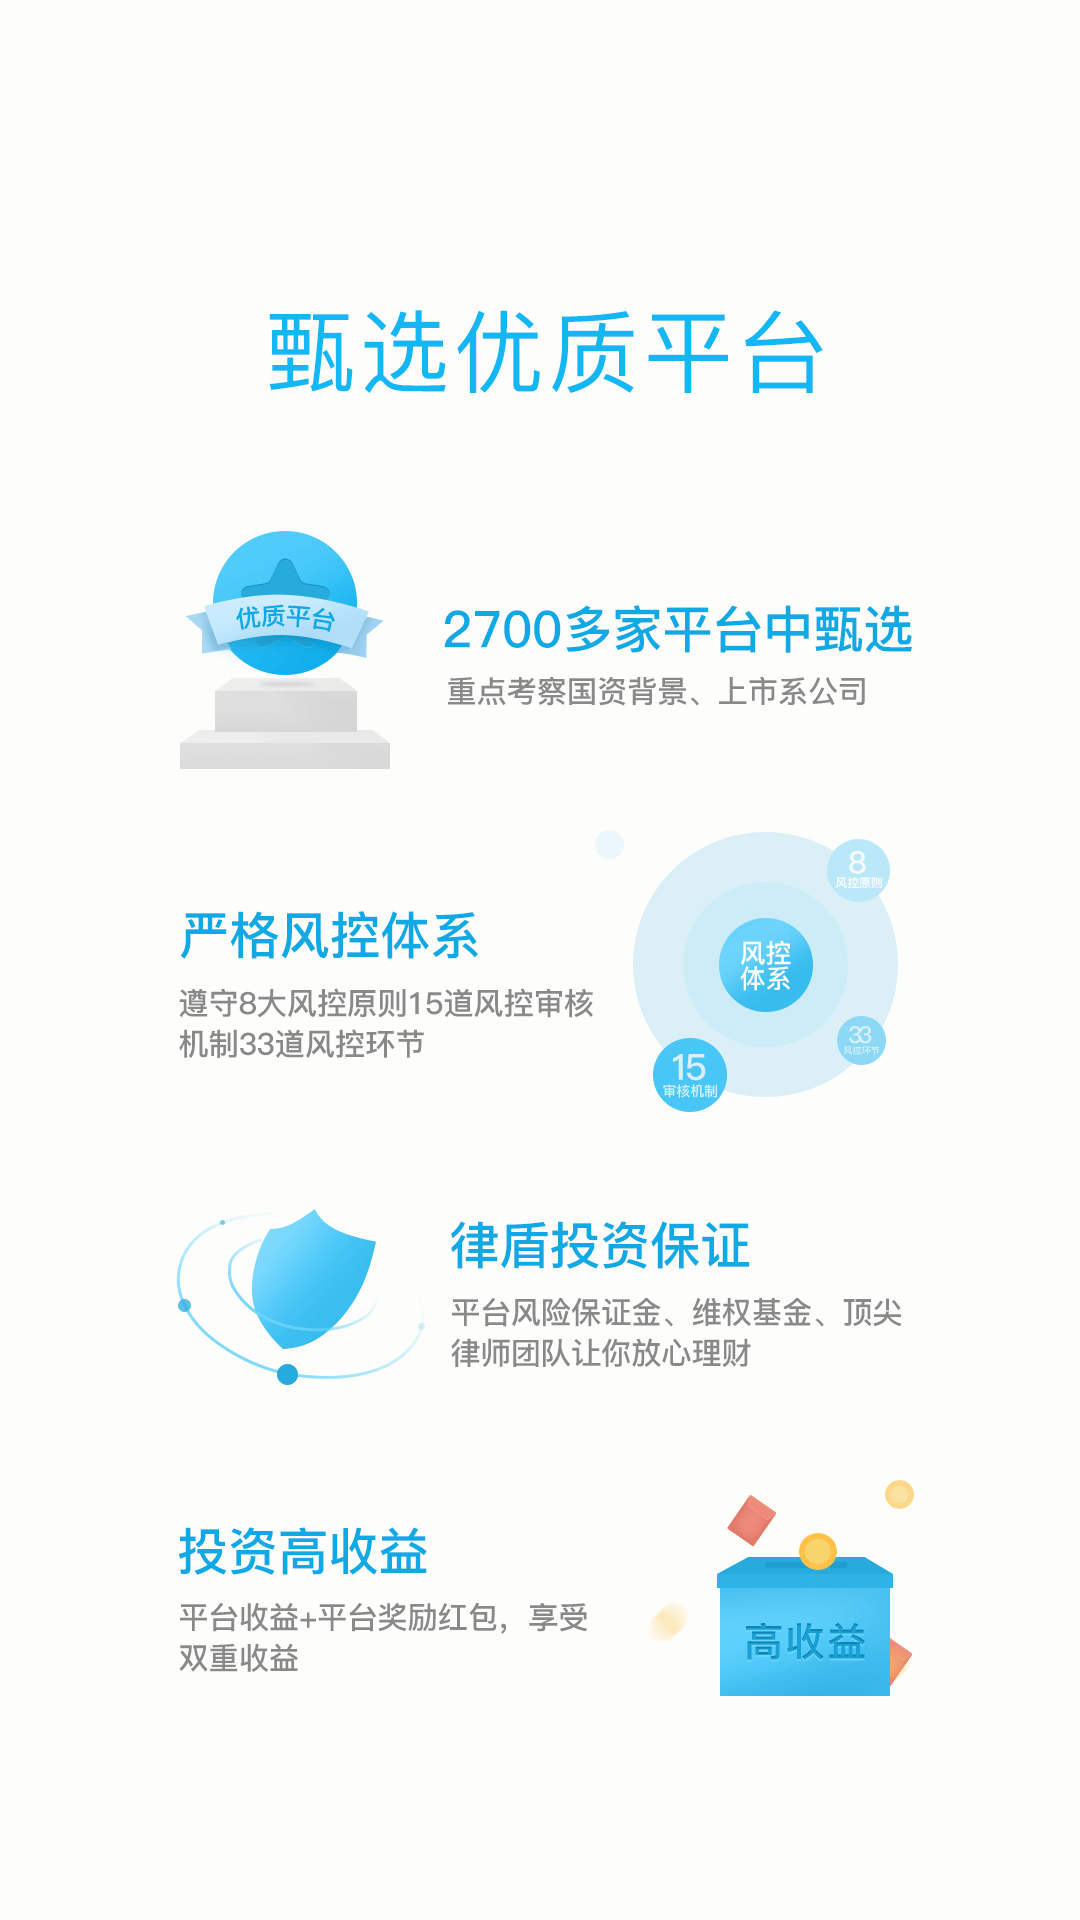 甄选优质平台
优质平台
2700多家平台中甄选
重点考察国资背景、上市系公司
严格风控体系
遵守8大风控原则15道风控审核
机制33道风控环节
8
风控原则
风控
体系
33
风控环节
15
审核机制
律盾投资保证
平台风险保证金、维权基金、顶尖
律师团队让你放心理财
投资高收益
平台收益+平台奖励红包，享受
双重收益
高收益